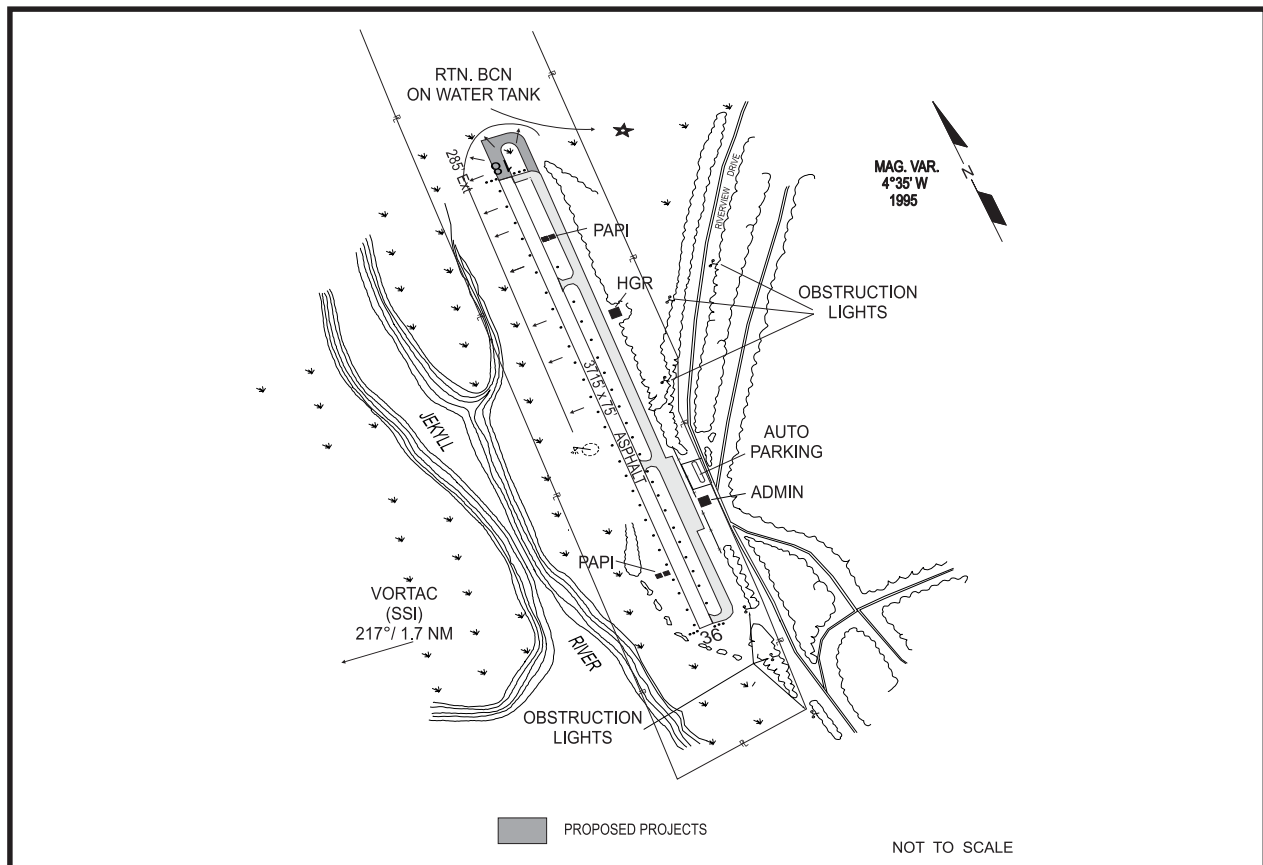 RTN. BCN
ON WATER TANK
285' Ext
18
PAPI
HGR
RIVERVIEW DRIVE
MAG. VAR.
4°35' W
1995
N
OBSTRUCTION
LIGHTS
3715' x 75'
ASPHALT
JEKYLL
AUTO
PARKING
ADMIN
PAPI
VORTAC
(SSI)
217°/ 1.7 NM
RIVER
36
OBSTRUCTION
LIGHTS
PROPOSED PROJECTS
NOT TO SCALE